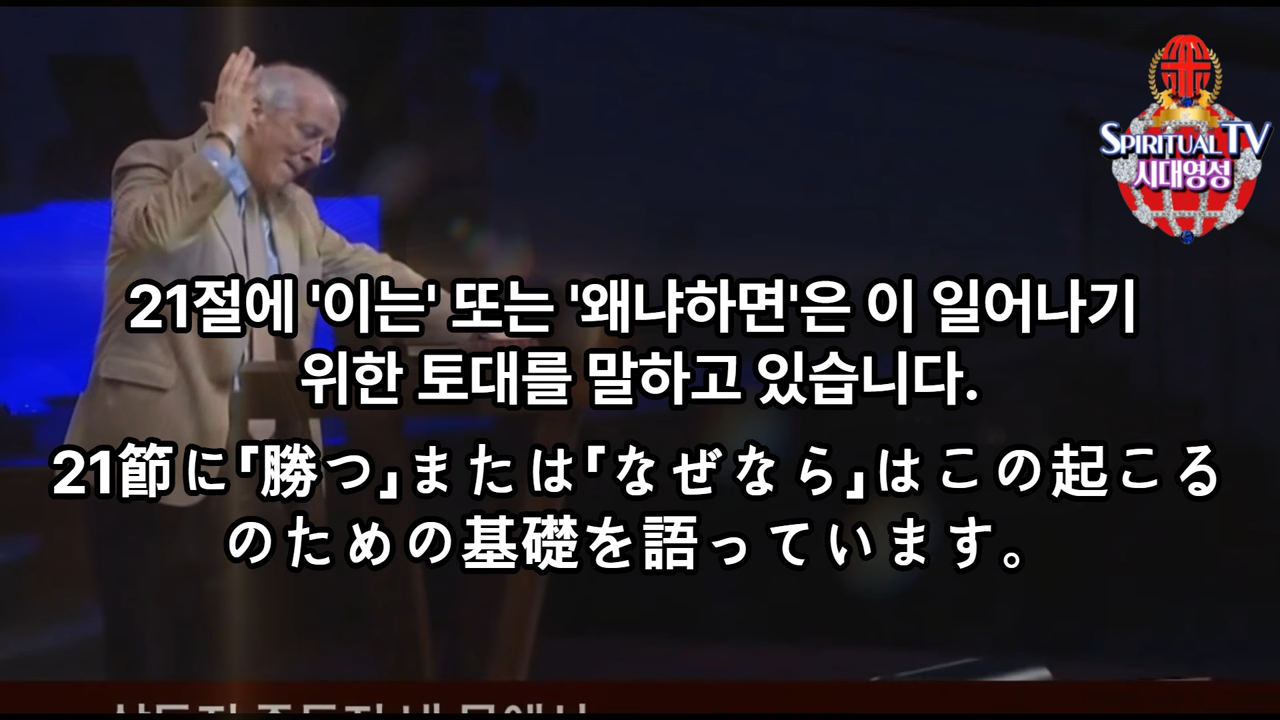 SPIRITUAL TV
시대영성
21절에 '이는' 또는 '왜냐하면'은 이 일어나기
위한 토대를 말하고 있습니다.
21節に「勝つ」または「なぜなら」はこの起こる
のための基礎を語っています。